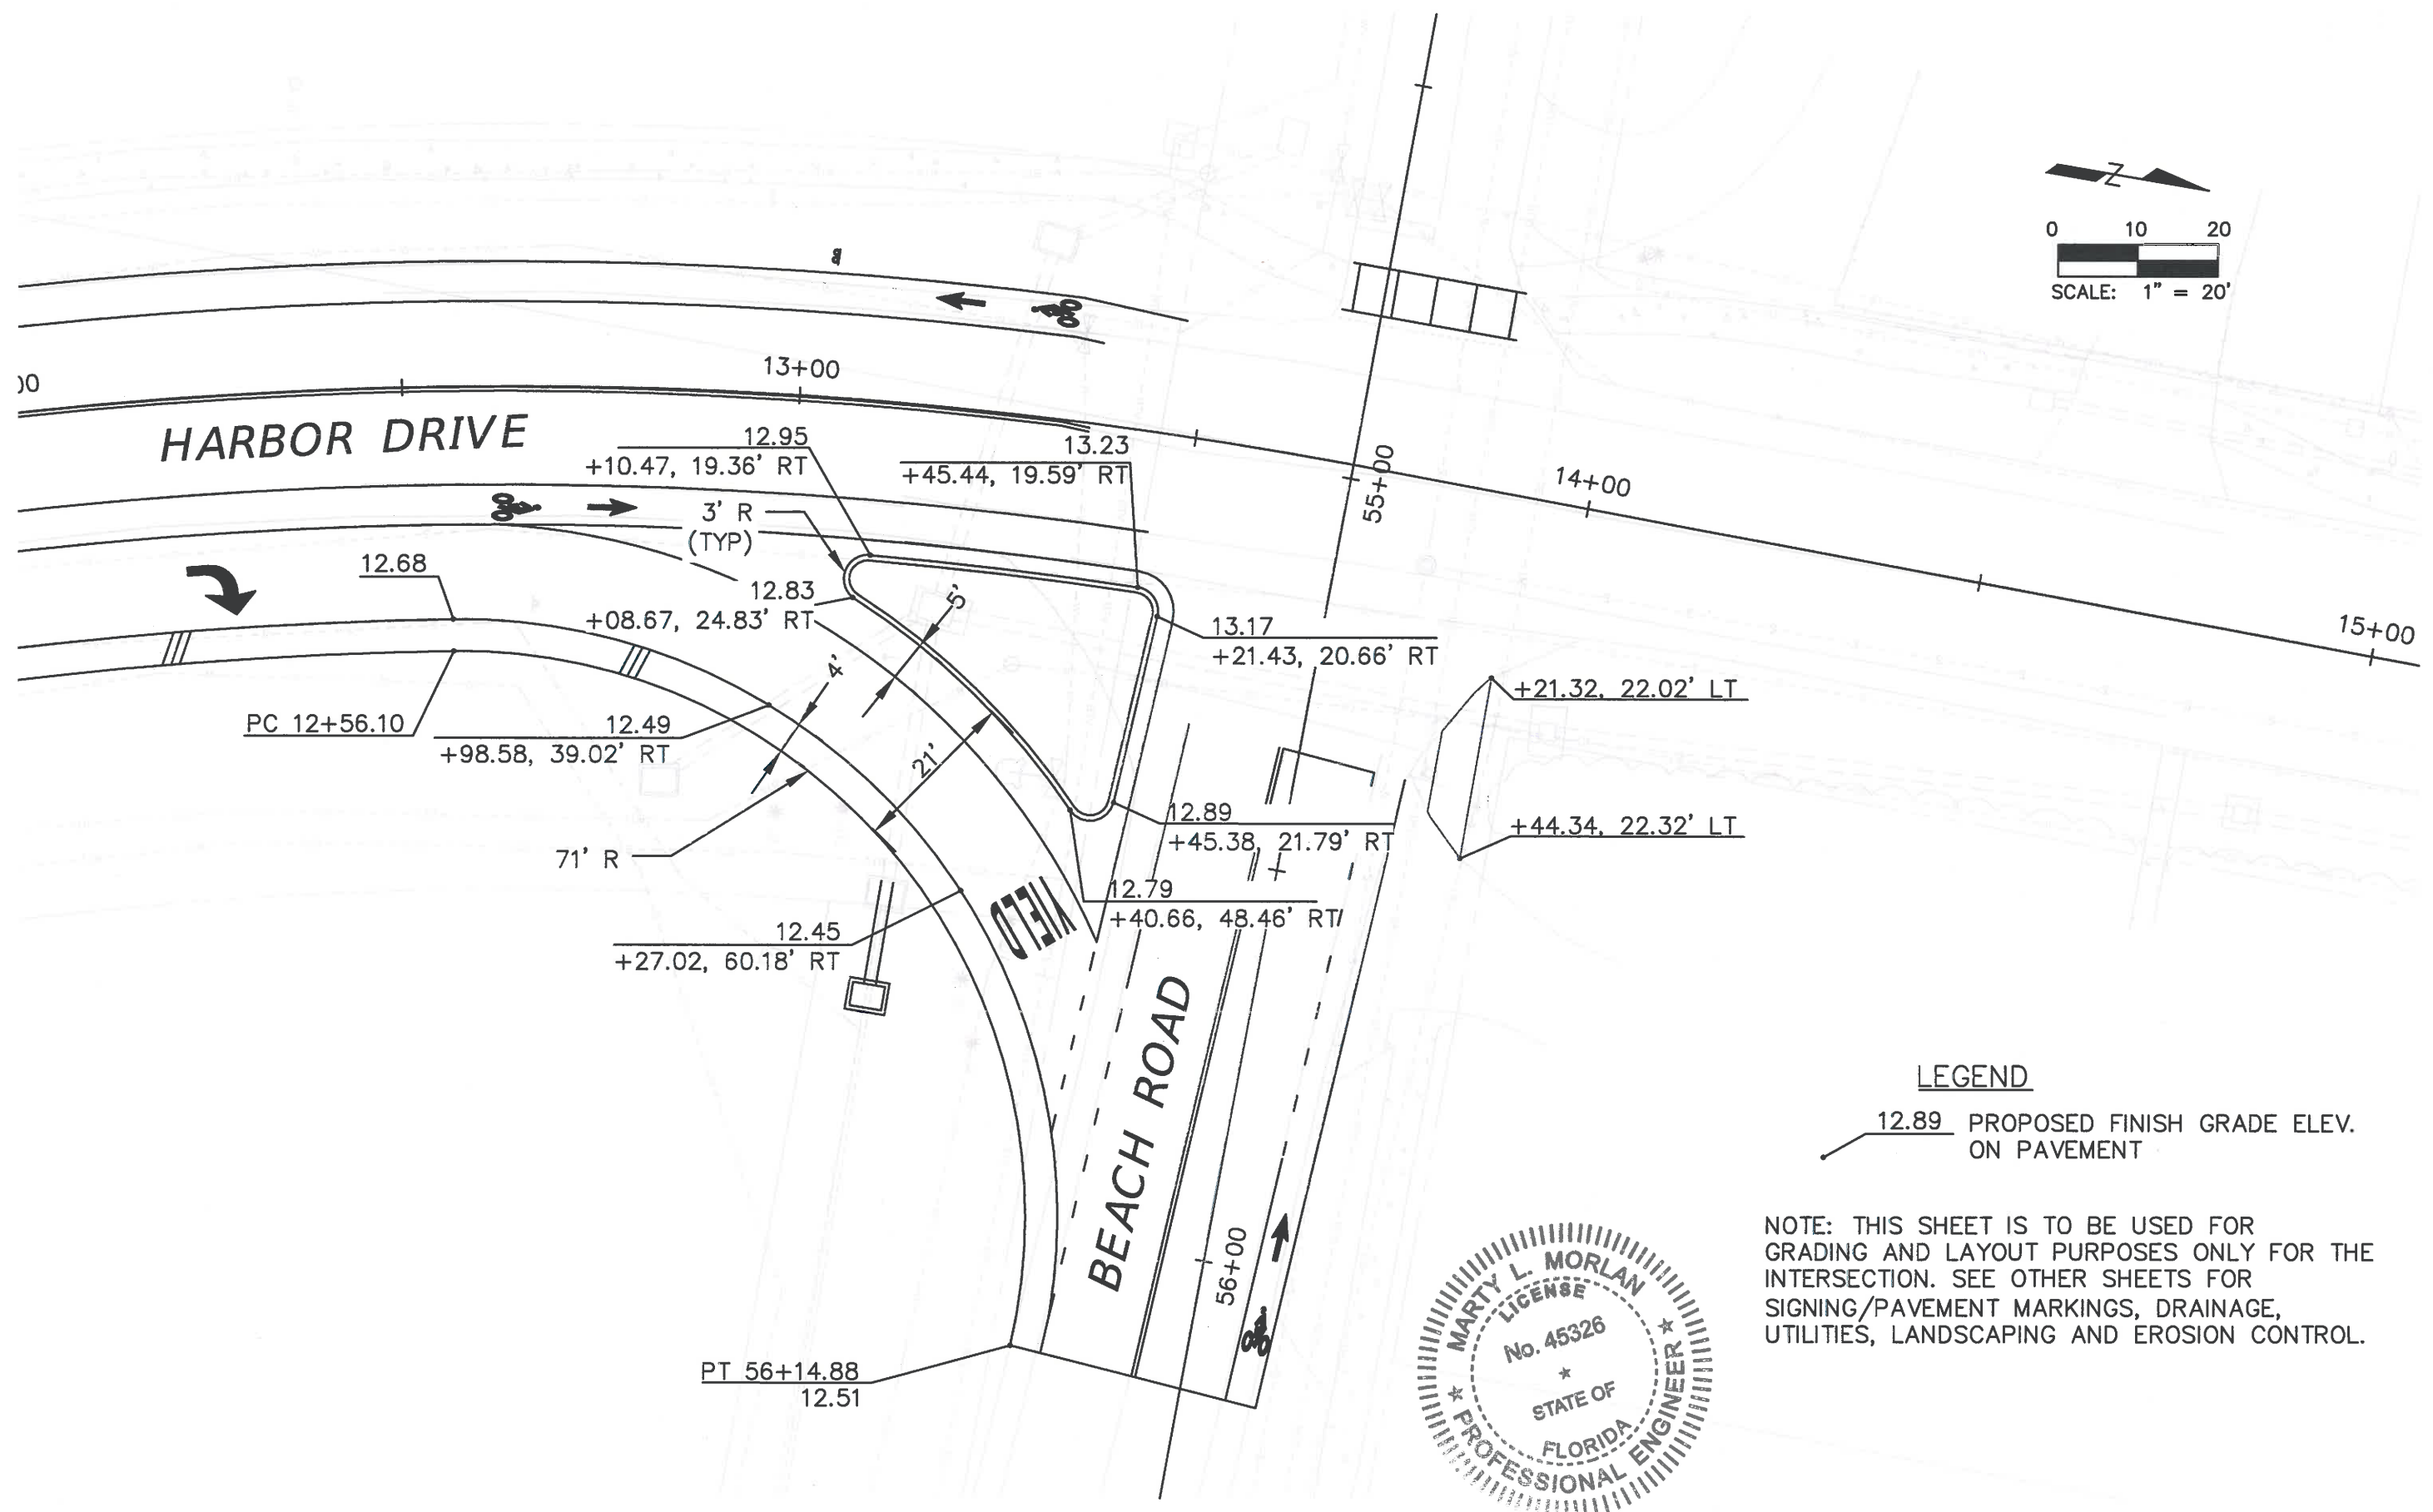 Z
0 10 20
SCALE: 1" = 20'
13+00
HARBOR DRIVE
12.95
+10.47, 19.36' RT
13.23
+45.44, 19.59' RT
55+00
14+00
15+00
3' R
(TYP)
12.68
12.83
+08.67, 24.83' RT
5'
13.17
+21.43, 20.66' RT
4'
+21.32, 22.02' LT
PC 12+56.10
12.49
+98.58, 39.02' RT
21'
12.89
+45.38, 21.79' RT
+44.34, 22.32' LT
71' R
12.79
+40.66, 48.46' RT
YIELD
12.45
+27.02, 60.18' RT
BEACH ROAD
56+00
PT 56+14.88
12.51
LEGEND
12.89 PROPOSED FINISH GRADE ELEV.
ON PAVEMENT
NOTE: THIS SHEET IS TO BE USED FOR
GRADING AND LAYOUT PURPOSES ONLY FOR THE
INTERSECTION. SEE OTHER SHEETS FOR
SIGNING/PAVEMENT MARKINGS, DRAINAGE,
UTILITIES, LANDSCAPING AND EROSION CONTROL.
MARTY L. MORLAN
LICENSE
No. 45326
STATE OF
FLORIDA
PROFESSIONAL ENGINEER